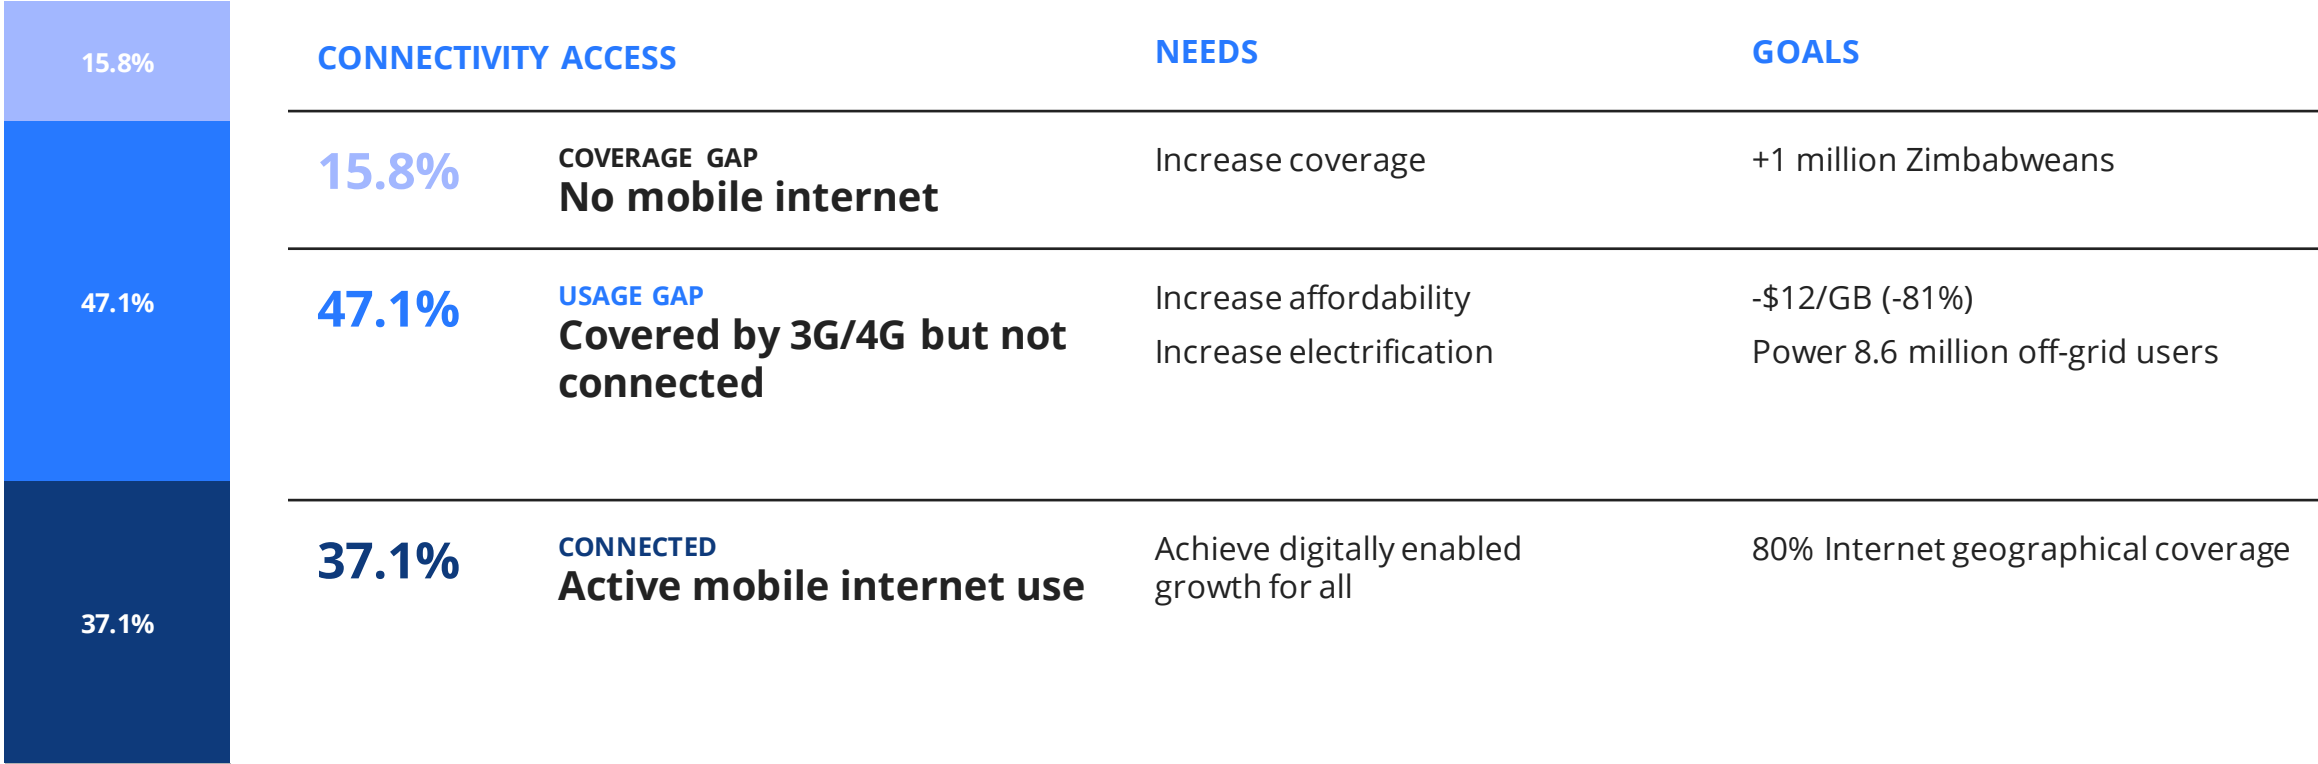 15.8%
47.1%
37.1%
CONNECTIVITY ACCESS
NEEDS
GOALS
15.8%
COVERAGE GAP
No mobile internet
Increase coverage
+1 million Zimbabweans
47.1%
USAGE GAP
Covered by 3G/4G but not
connected
Increase affordability
-$12/GB (-81%)
Increase electrification
Power 8.6 million off-grid users
37.1%
CONNECTED
Active mobile internet use
Achieve digitally enabled
growth for all
80% Internet geographical coverage